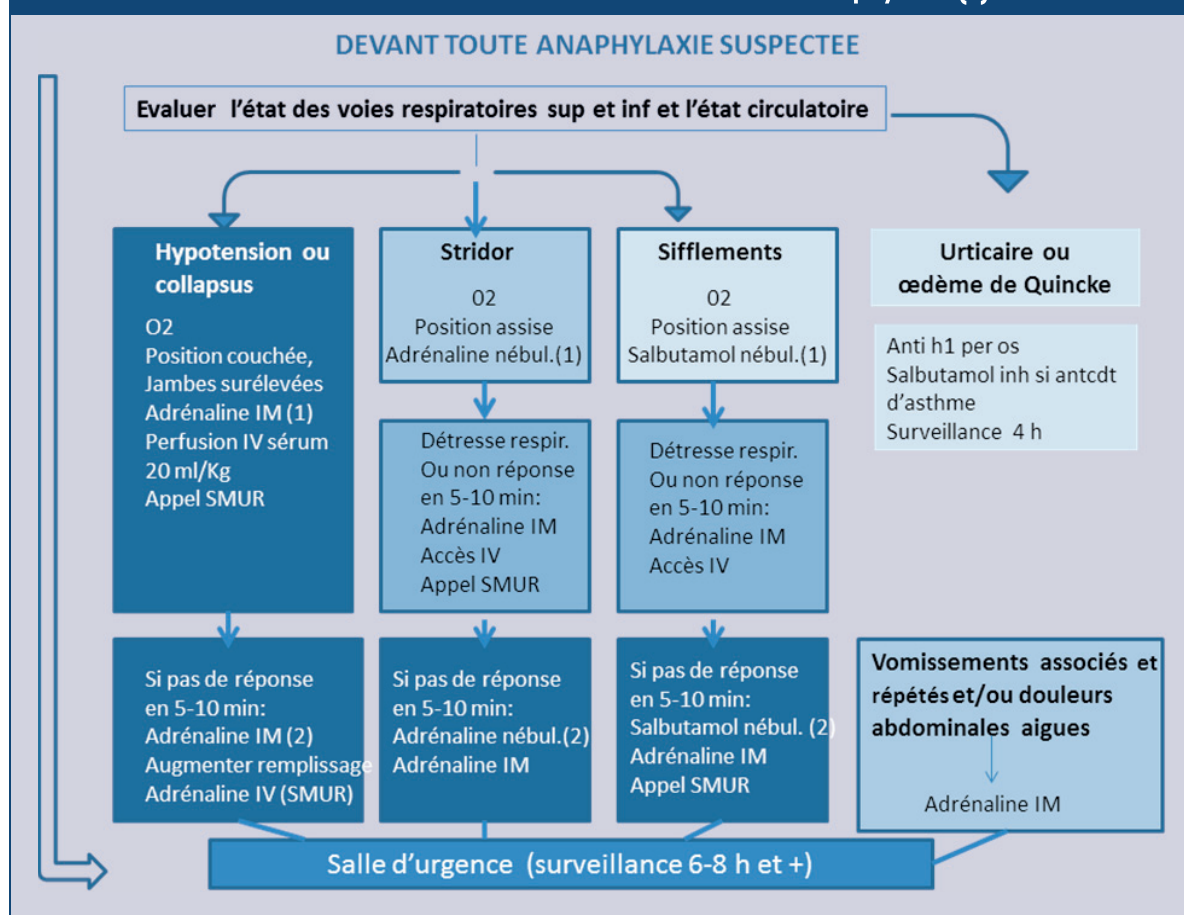 DEVANT TOUTE ANAPHYLAXIE SUSPECTEE
Evaluer l'état des voies respiratoires sup et inf et l'état circulatoire
Hypotension ou
collapsus
O2
Position couchée,
Jambes surélevées
Adrénaline IM (1)
Perfusion IV sérum
20 ml/Kg
Appel SMUR
Stridor
O2
Position assise
Adrénaline nébul.(1)
Sifflements
O2
Position assise
Salbutamol nébul.(1)
Urticaire ou
œdème de Quincke
Anti h1 per os
Salbutamol inh si antcdt
d'asthme
Surveillance 4 h
Détresse respir.
Ou non réponse
en 5-10 min:
Adrénaline IM
Accès IV
Appel SMUR
Détresse respir.
Ou non réponse
en 5-10 min:
Adrénaline IM
Accès IV
Si pas de réponse
en 5-10 min:
Adrénaline IM (2)
Augmenter remplissage
Adrénaline IV (SMUR)
Si pas de réponse
en 5-10 min:
Adrénaline nébul.(2)
Adrénaline IM
Si pas de réponse
en 5-10 min:
Salbutamol nébul. (2)
Adrénaline IM
Appel SMUR
Vomissements associés et
répétés et/ou douleurs
abdominales aigues
Adrénaline IM
Salle d'urgence (surveillance 6-8 h et +)